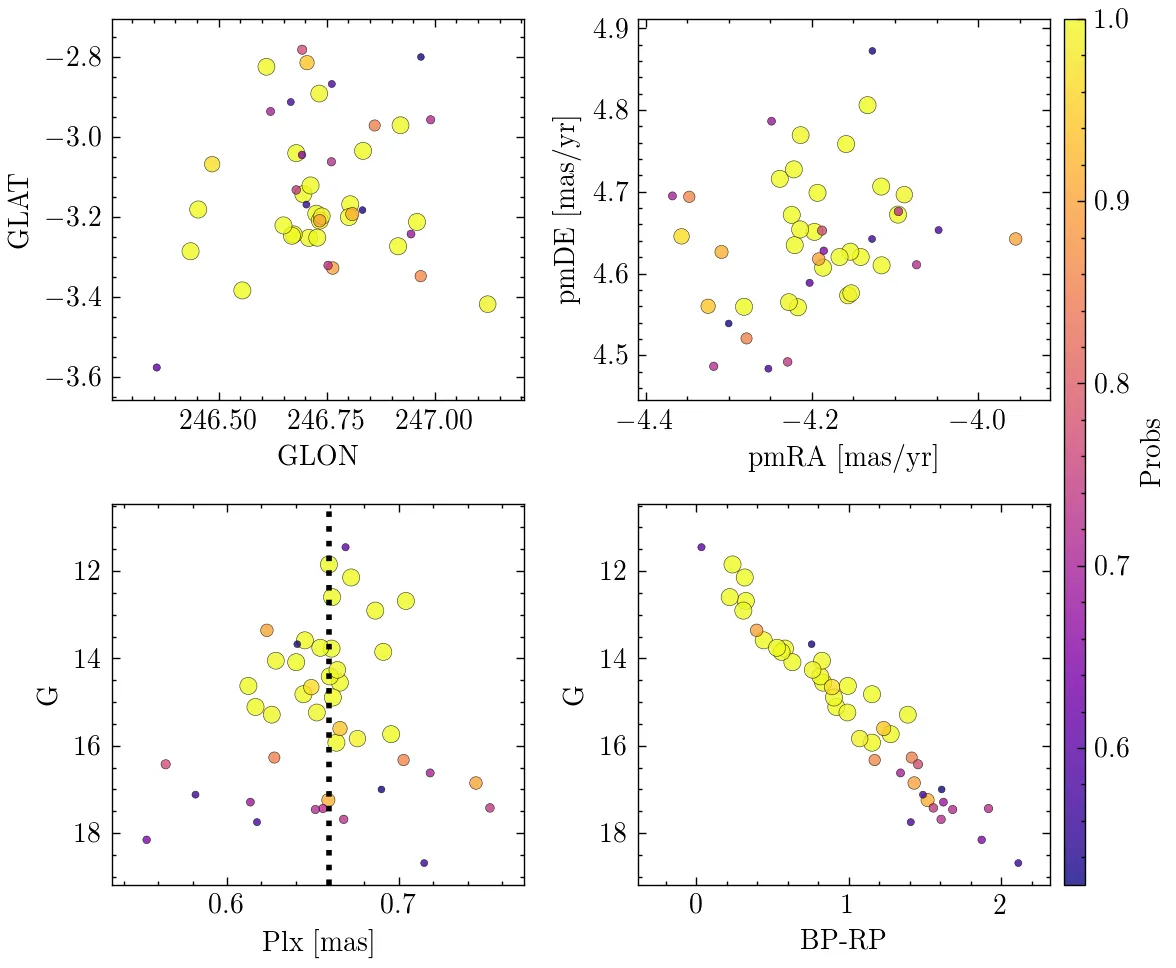 −2.8
−3.0
−3.2
−3.4
−3.6
GLAT
246.50 246.75 247.00
GLON
4.9
4.8
4.7
4.6
4.5
pmDE [mas/yr]
−4.4 −4.2 −4.0
pmRA [mas/yr]
1.0
0.9
0.8
0.7
0.6
Probs
12
14
16
18
G
0.6 0.7
Plx [mas]
12
14
16
18
G
0 1 2
BP-RP